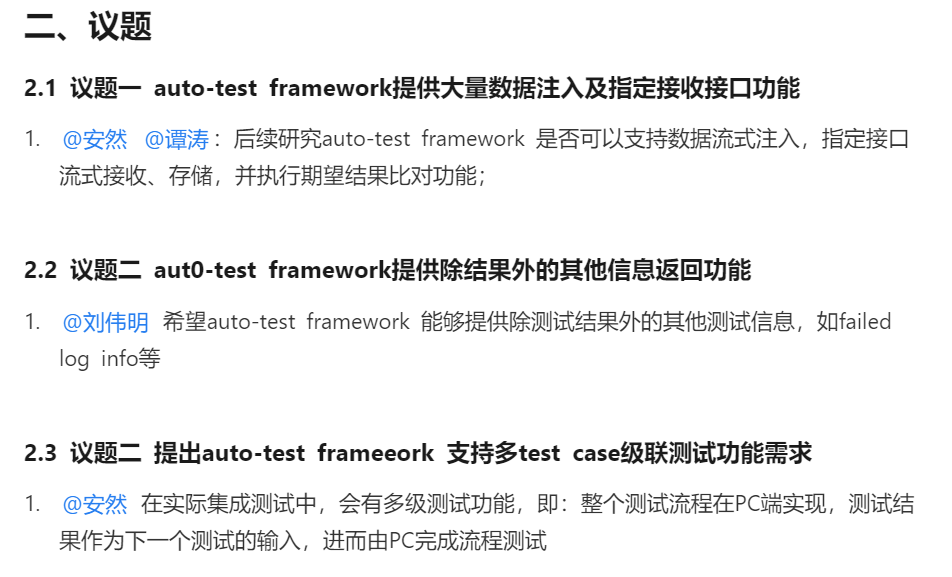 二、议题
2.1 议题一 auto-test framework提供大量数据注入及指定接收接口功能
1. @安然 @谭涛：后续研究auto-test framework 是否可以支持数据流式注入，指定接口
流式接收、存储，并执行期望结果比对功能；
2.2 议题二 aut0-test framework提供除结果外的其他信息返回功能
1. @刘伟明 希望auto-test framework 能够提供除测试结果外的其他测试信息，如failed
log info等
2.3 议题二 提出auto-test frameeork 支持多test case级联测试功能需求
1. @安然 在实际集成测试中，会有多级测试功能，即：整个测试流程在PC端实现，测试结
果作为下一个测试的输入，进而由PC完成流程测试